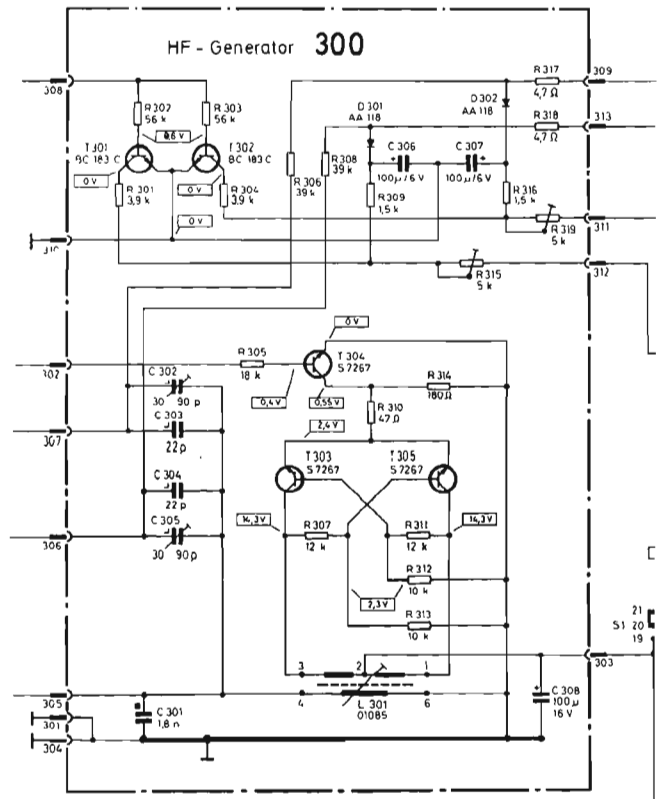 HF - Generator 300
R 317
309
4,7 Ω
308
R 302
56 k
R 303
56 k
D 301
AA 118
D 302
AA 118
R 318
4,7 Ω
313
0,6 V
T 301
BC 183 C
T 302
BC 183 C
C 306
100 µ/6 V
C 307
100 µ/6 V
R 306
39 k
R 308
39 k
0 V
0 V
R 301
3,9 k
R 304
3,9 k
R 309
1,5 k
R 316
1,5 k
0 V
R 319
5 k
311
310
R 315
5 k
312
0 V
T 304
S 7267
R 305
18 k
R 314
180 Ω
302
C 302
30 90 p
0,4 V
0,55 V
R 310
47 Ω
C 303
22 p
307
2,4 V
T 303
S 7267
T 305
S 7267
C 304
22 p
14,3 V
R 307
12 k
R 311
12 k
14,3 V
C 305
30 90 p
306
R 312
10 k
2,3 V
R 313
10 k
21
S1 20
19
303
3 2 1
4 L 301 6
01085
305
301
304
C 301
1,8 n
C 308
100 µ
16 V